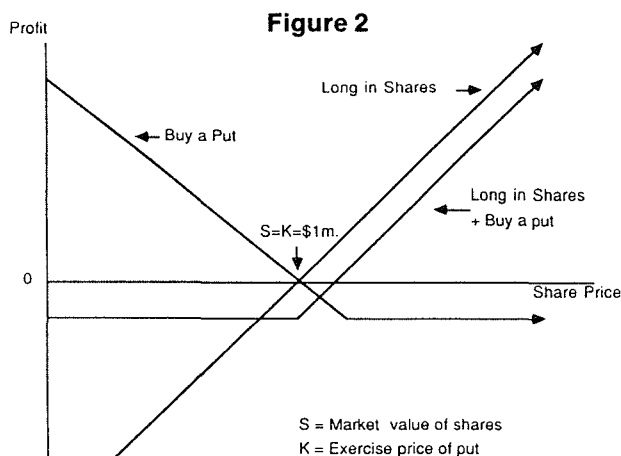 Figure 2
Profit
Long in Shares
Buy a Put
Long in Shares
+ Buy a put
S=K=$1m.
0
Share Price
S = Market value of shares
K = Exercise price of put